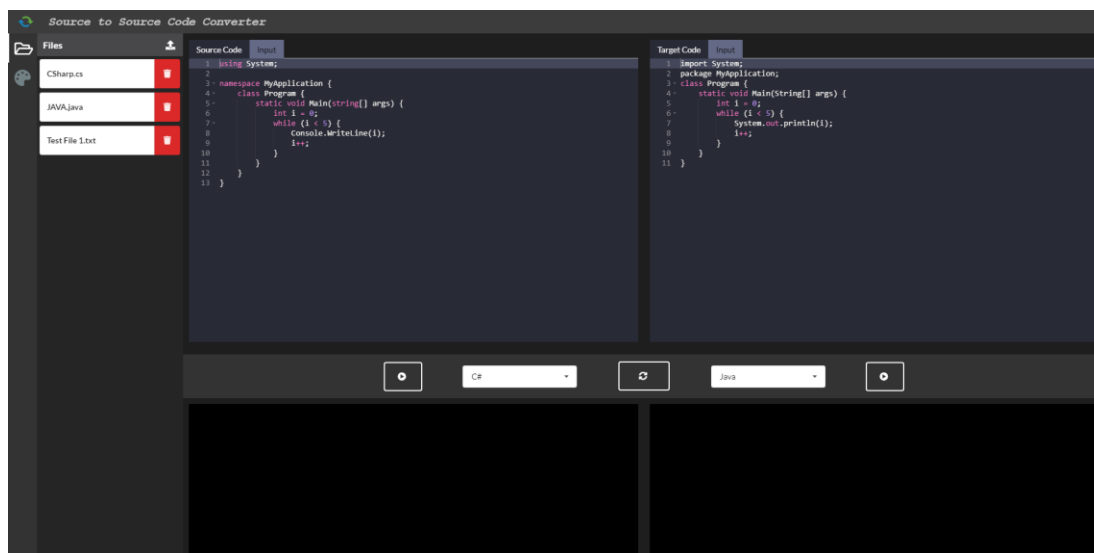 Source to Source Code Converter
Files
CSharp.cs
JAVA.java
Test File 1.txt
Source Code Input
1 using System;
2
3 namespace MyApplication {
4 class Program {
5 static void Main(string[] args) {
6 int i = 0;
7 while (i < 5) {
8 Console.WriteLine(i);
9 i++;
10 }
11 }
12 }
13 }
Target Code Input
1 import System;
2 package MyApplication;
3 class Program {
4 static void Main(String[] args) {
5 int i = 0;
6 while (i < 5) {
7 System.out.println(i);
8 i++;
9 }
10 }
11 }
C# Java